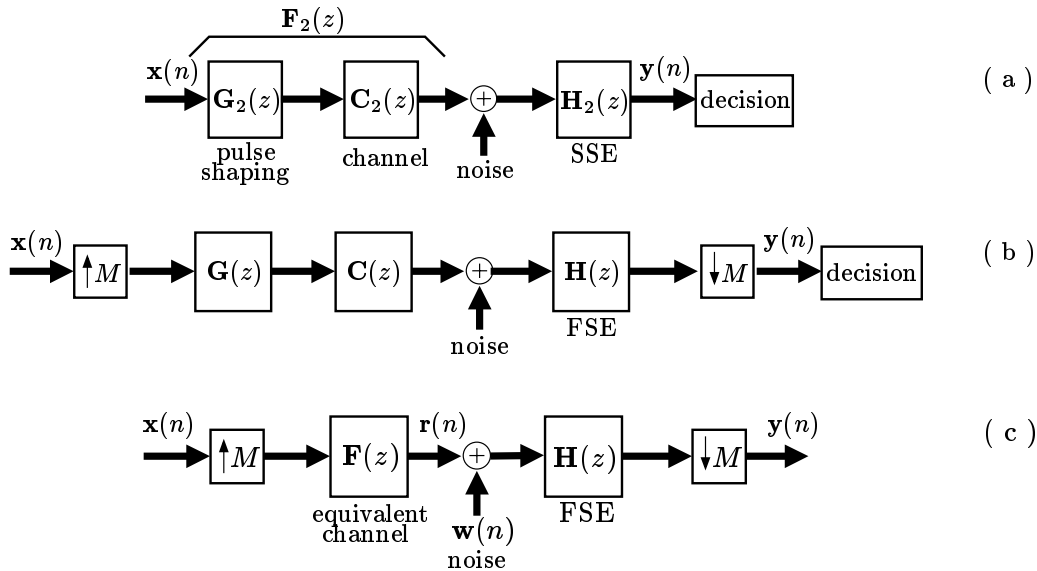 F₂(z)
x(n) G₂(z) C₂(z) + H₂(z) y(n) decision ( a )
pulse shaping channel noise SSE
x(n) ↑M G(z) C(z) + H(z) ↓M y(n) decision ( b )
noise FSE
x(n) ↑M F(z) r(n) + H(z) ↓M y(n) ( c )
equivalent channel w(n) noise FSE